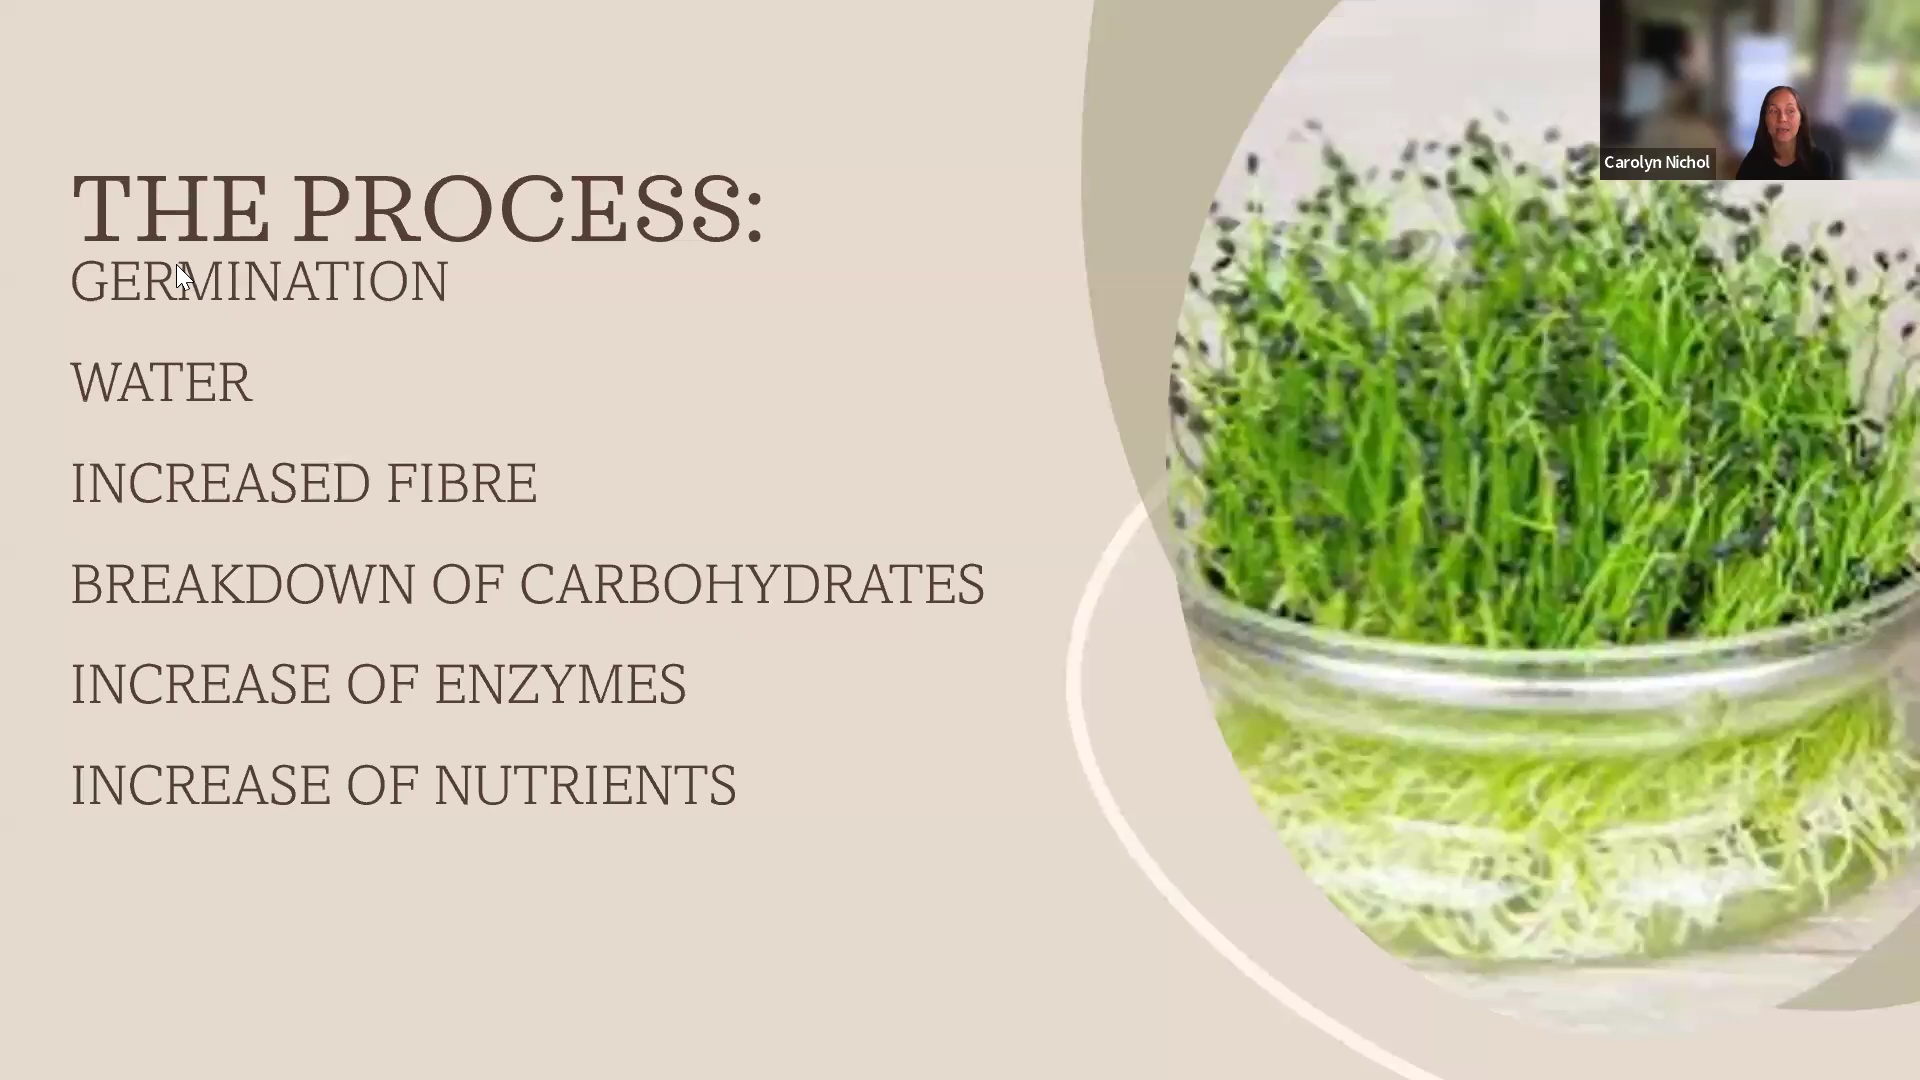 Carolyn Nichol
THE PROCESS:
GERMINATION
WATER
INCREASED FIBRE
BREAKDOWN OF CARBOHYDRATES
INCREASE OF ENZYMES
INCREASE OF NUTRIENTS